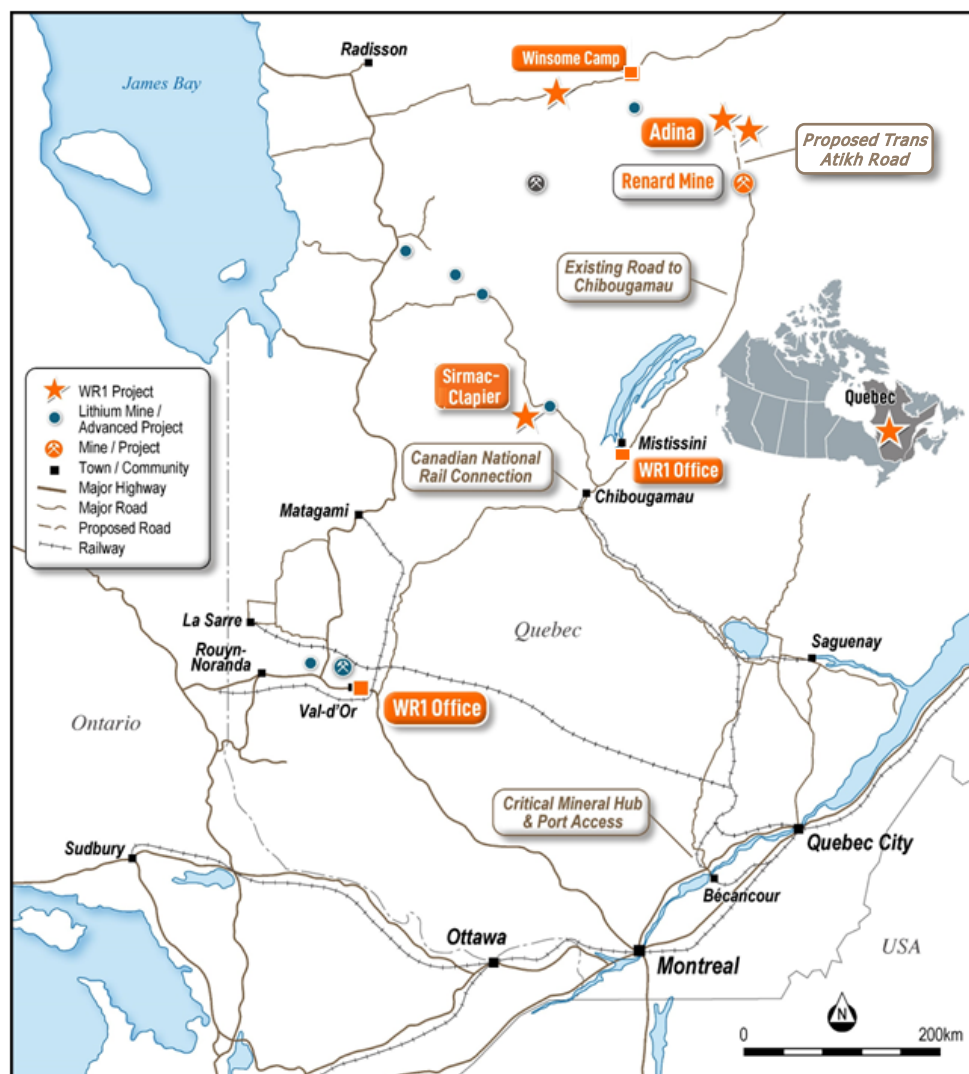 Radisson
James Bay
Winsome Camp
Adina
Proposed Trans
Atikh Road
Renard Mine
Existing Road to
Chibougamau
WR1 Project
Lithium Mine /
Advanced Project
Mine / Project
Town / Community
Major Highway
Major Road
Proposed Road
Railway
Sirmac-
Clapier
Quebec
Mistissini
WR1 Office
Canadian National
Rail Connection
Chibougamau
Matagami
La Sarre
Quebec
Saguenay
Rouyn-
Noranda
Val-d'Or
WR1 Office
Ontario
Critical Mineral Hub
& Port Access
Quebec City
Sudbury
Bécancour
Ottawa
Montreal
USA
N
0 200km